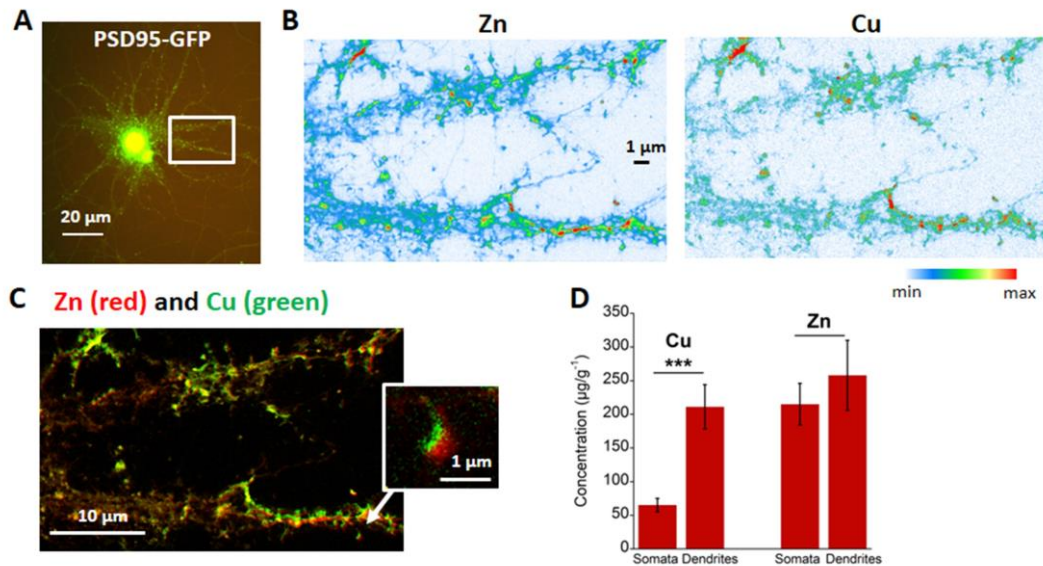 A
PSD95-GFP
20 µm
B
Zn
Cu
1 µm
min
max
C
Zn (red) and Cu (green)
10 µm
1 µm
D
Concentration (µg/g⁻¹)
350
300
250
200
150
100
50
0
Cu
***
Zn
Somata Dendrites
Somata Dendrites